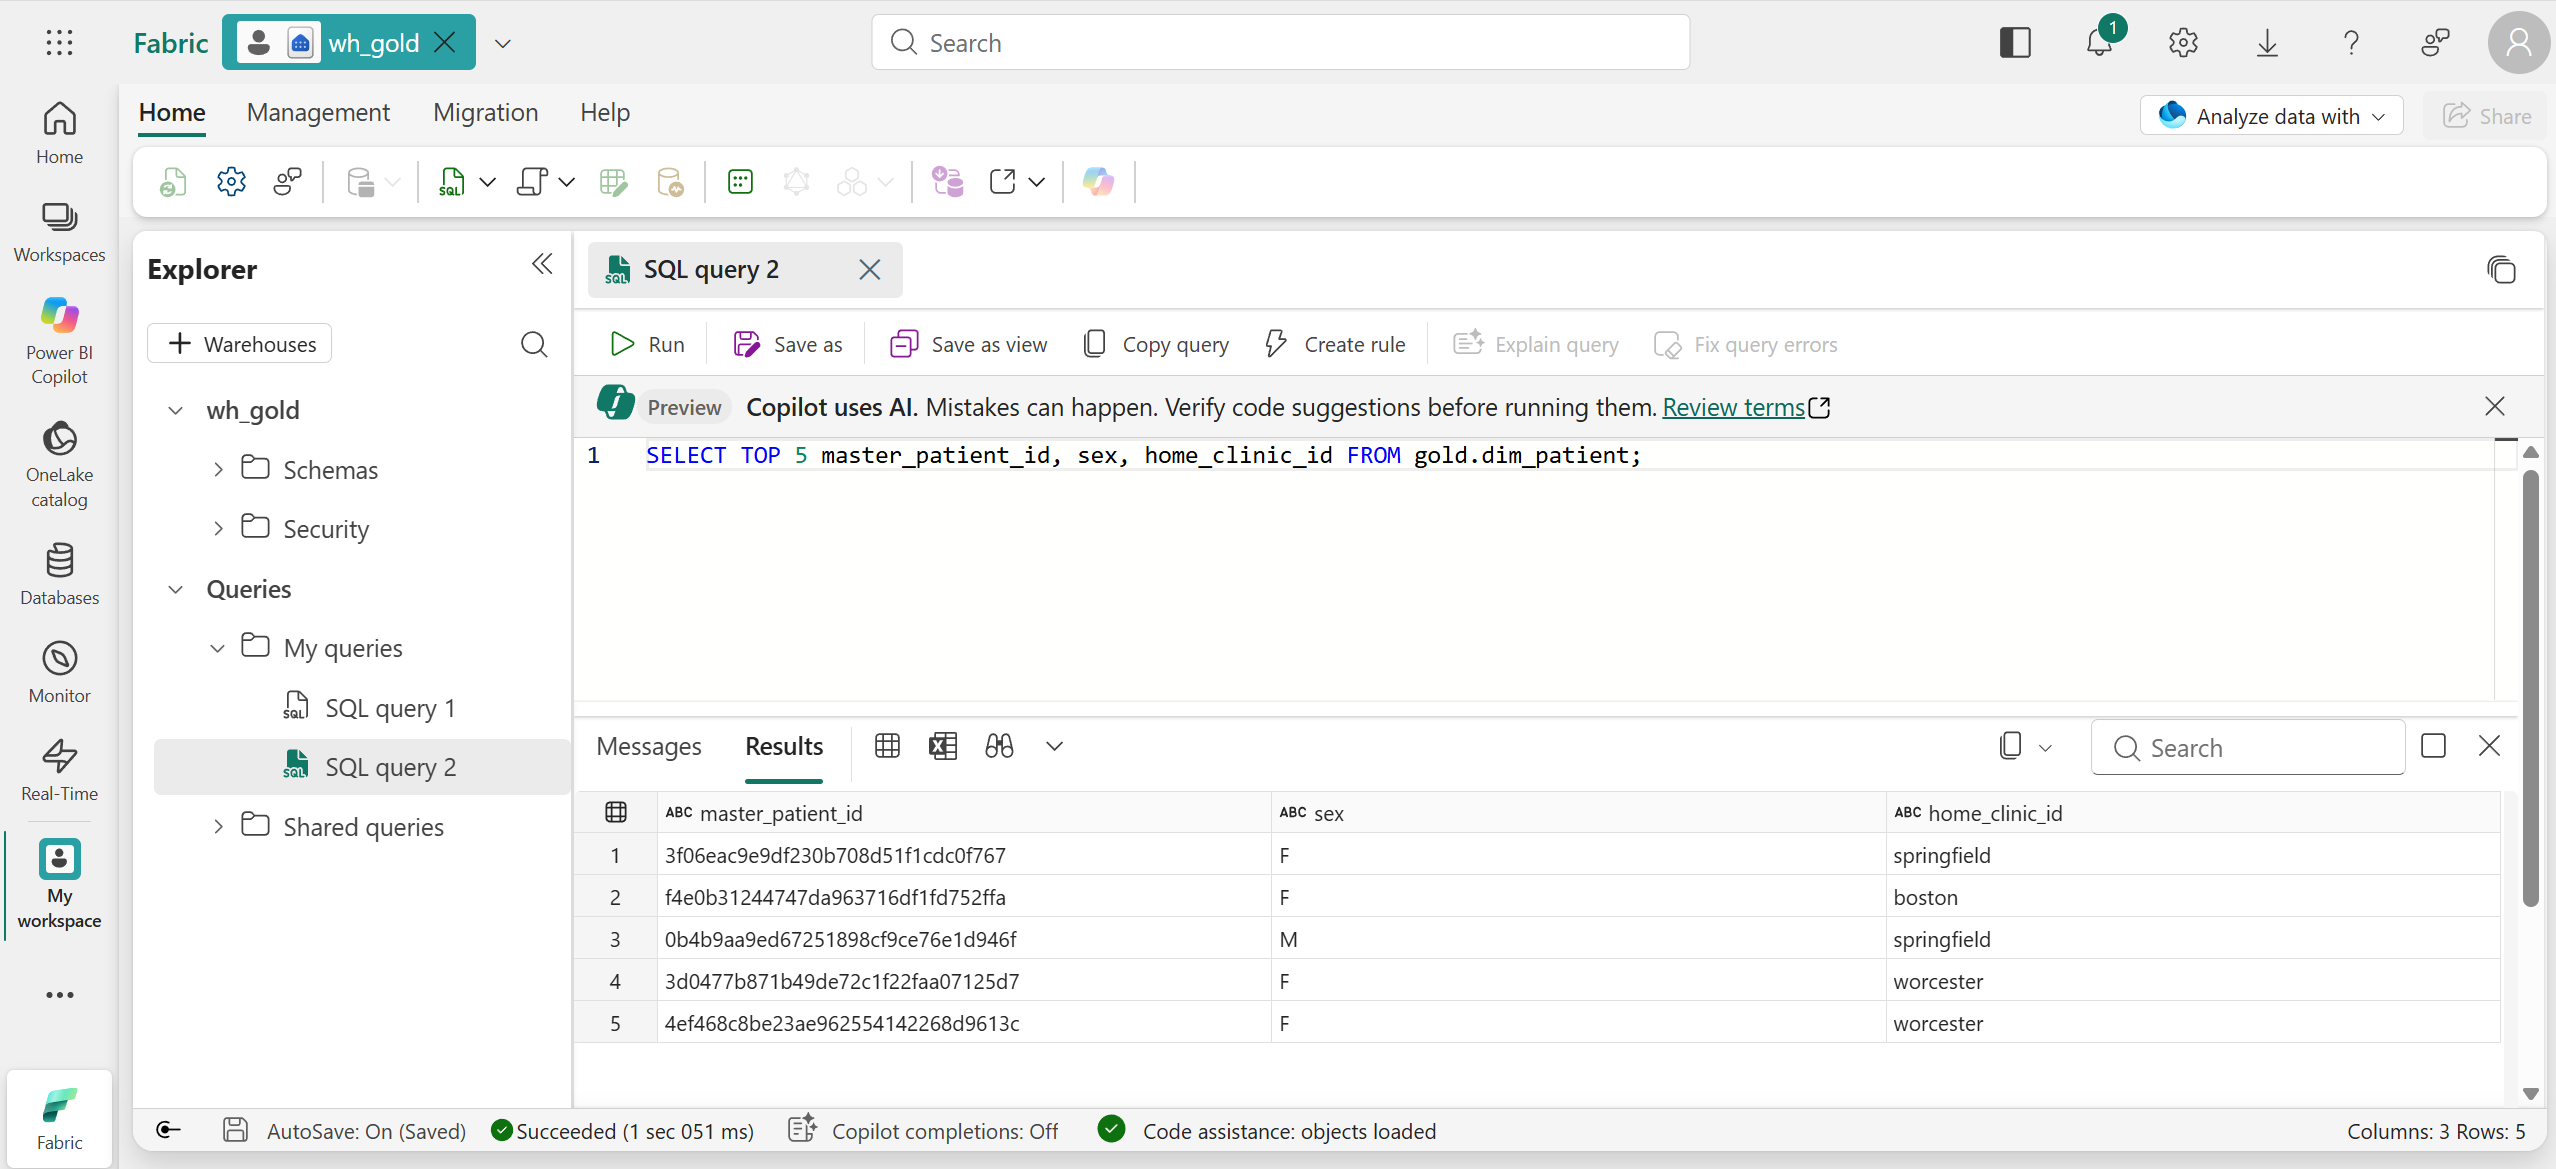 Fabric
wh_gold
Search
1
Home Management Migration Help
Analyze data with
Share
Home
Workspaces
Power BI
Copilot
OneLake
catalog
Databases
Monitor
Real-Time
My
workspace
Fabric
SQL
Explorer
Warehouses
wh_gold
Schemas
Security
Queries
My queries
SQL SQL query 1
SQL SQL query 2
Shared queries
SQL SQL query 2
Run Save as Save as view Copy query Create rule Explain query Fix query errors
Preview Copilot uses AI. Mistakes can happen. Verify code suggestions before running them. Review terms
1 SELECT TOP 5 master_patient_id, sex, home_clinic_id FROM gold.dim_patient;
Messages Results Search
ABC master_patient_id ABC sex ABC home_clinic_id
1 3f06eac9e9df230b708d51f1cdc0f767 F springfield
2 f4e0b31244747da963716df1fd752ffa F boston
3 0b4b9aa9ed67251898cf9ce76e1d946f M springfield
4 3d0477b871b49de72c1f22faa07125d7 F worcester
5 4ef468c8be23ae962554142268d9613c F worcester
AutoSave: On (Saved) Succeeded (1 sec 051 ms) Copilot completions: Off Code assistance: objects loaded Columns: 3 Rows: 5